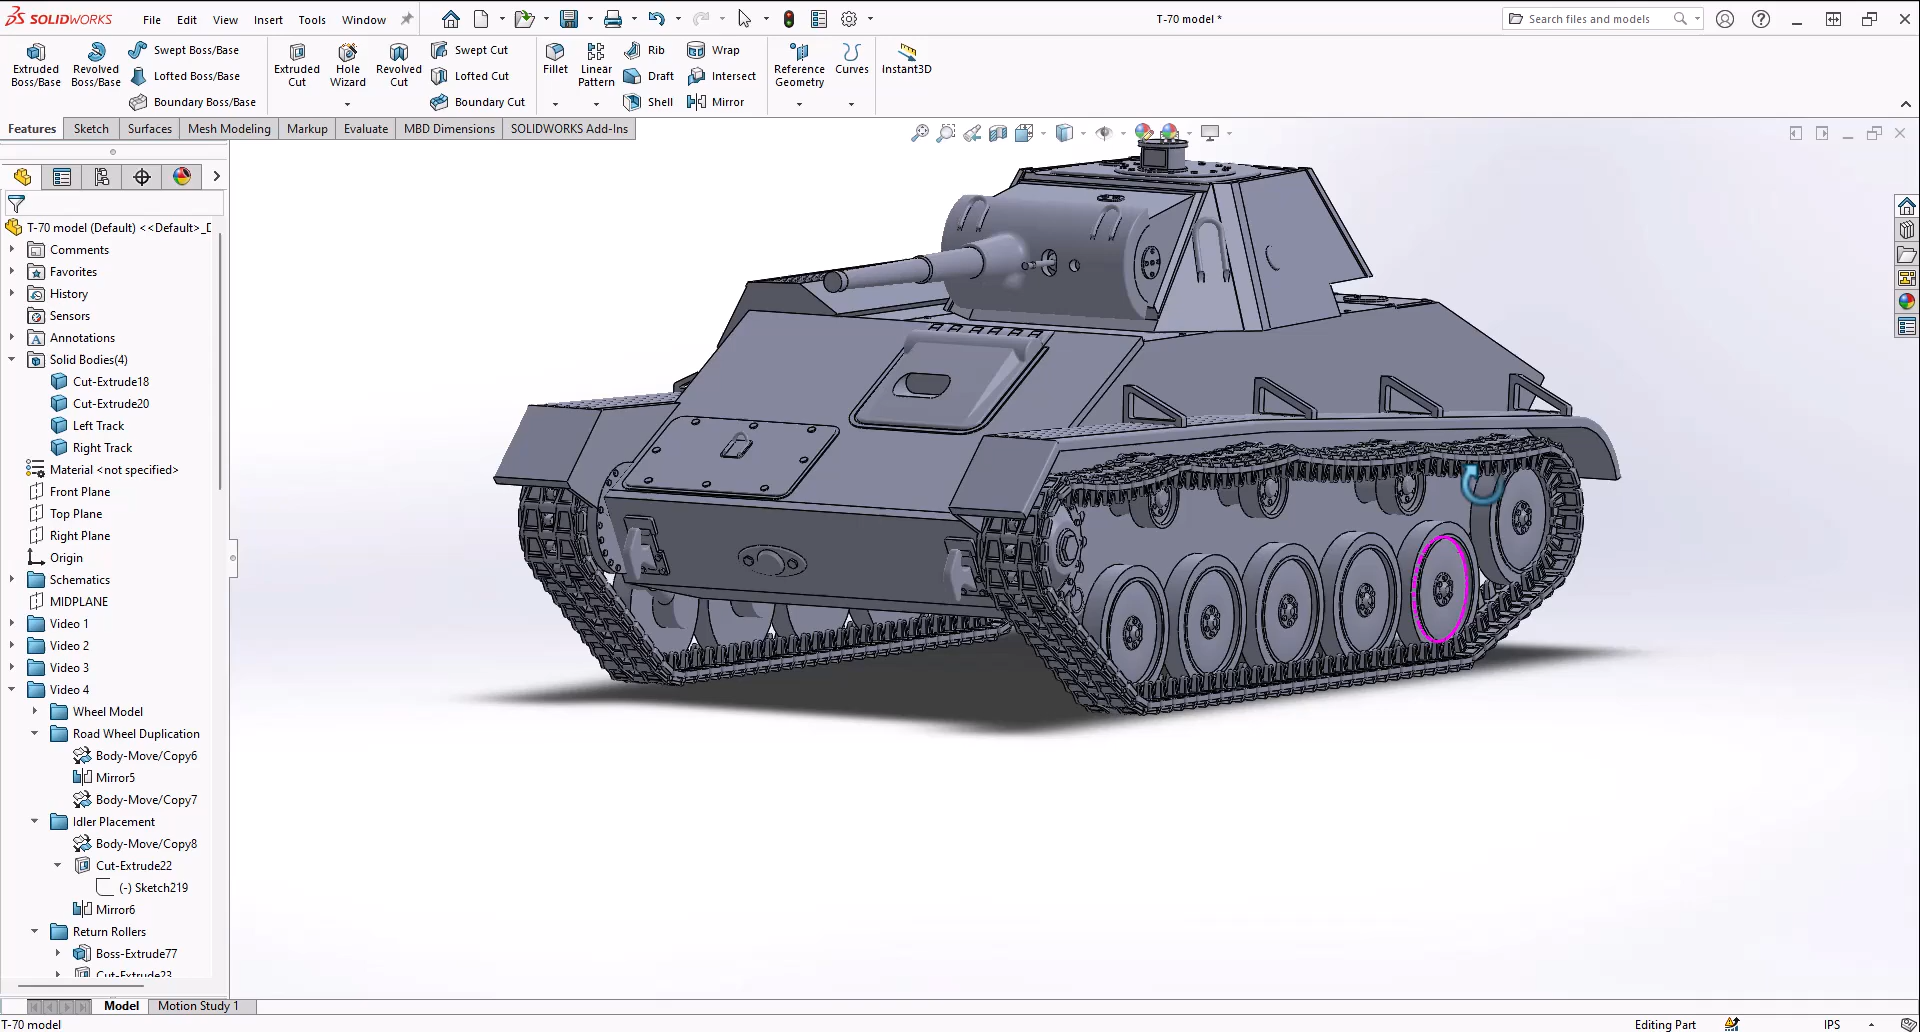 SOLIDWORKS
File Edit View Insert Tools Window
T-70 model *
Search files and models
Extruded Boss/Base
Revolved Boss/Base
Swept Boss/Base
Lofted Boss/Base
Boundary Boss/Base
Extruded Cut
Hole Wizard
Revolved Cut
Swept Cut
Lofted Cut
Boundary Cut
Fillet
Linear Pattern
Rib
Draft
Shell
Wrap
Intersect
Mirror
Reference Geometry
Curves
Instant3D
Features Sketch Surfaces Mesh Modeling Markup Evaluate MBD Dimensions SOLIDWORKS Add-Ins
T-70 model (Default) <<Default>_D
Comments
Favorites
History
Sensors
Annotations
Solid Bodies(4)
Cut-Extrude18
Cut-Extrude20
Left Track
Right Track
Material <not specified>
Front Plane
Top Plane
Right Plane
Origin
Schematics
MIDPLANE
Video 1
Video 2
Video 3
Video 4
Wheel Model
Road Wheel Duplication
Body-Move/Copy6
Mirror5
Body-Move/Copy7
Idler Placement
Body-Move/Copy8
Cut-Extrude22
(-) Sketch219
Mirror6
Return Rollers
Boss-Extrude77
Cut-Extrude23
Model Motion Study 1
T-70 model
Editing Part
IPS